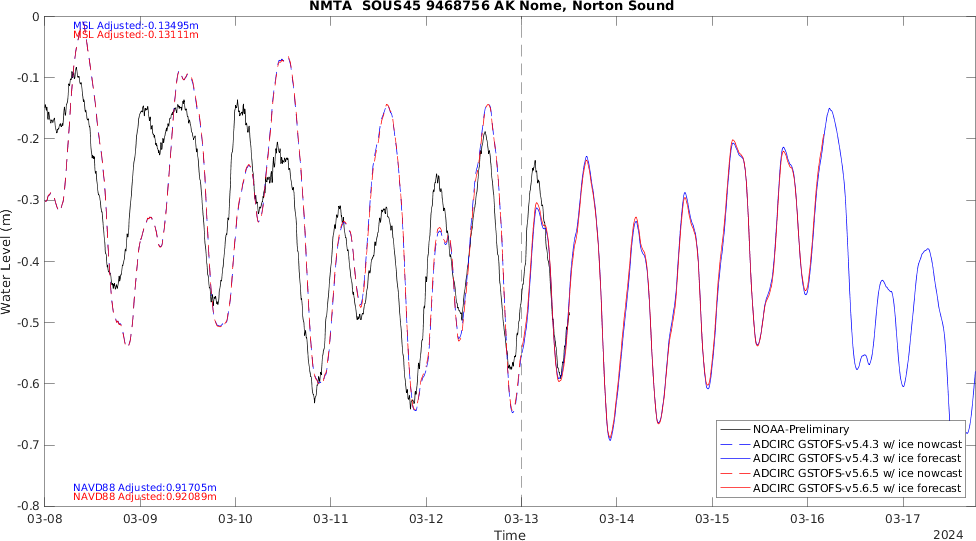 NMTA  SOUS45 9468756 AK Nome, Norton Sound
MSL Adjusted:-0.13495m
MSL Adjusted:-0.13111m
0
-0.1
-0.2
-0.3
-0.4
-0.5
-0.6
-0.7
-0.8
Water Level (m)
NOAA-Preliminary
ADCIRC GSTOFS-v5.4.3 w/ ice nowcast
ADCIRC GSTOFS-v5.4.3 w/ ice forecast
ADCIRC GSTOFS-v5.6.5 w/ ice nowcast
ADCIRC GSTOFS-v5.6.5 w/ ice forecast
NAVD88 Adjusted:0.91705m
NAVD88 Adjusted:0.92089m
03-08 03-09 03-10 03-11 03-12 03-13 03-14 03-15 03-16 03-17
Time
2024